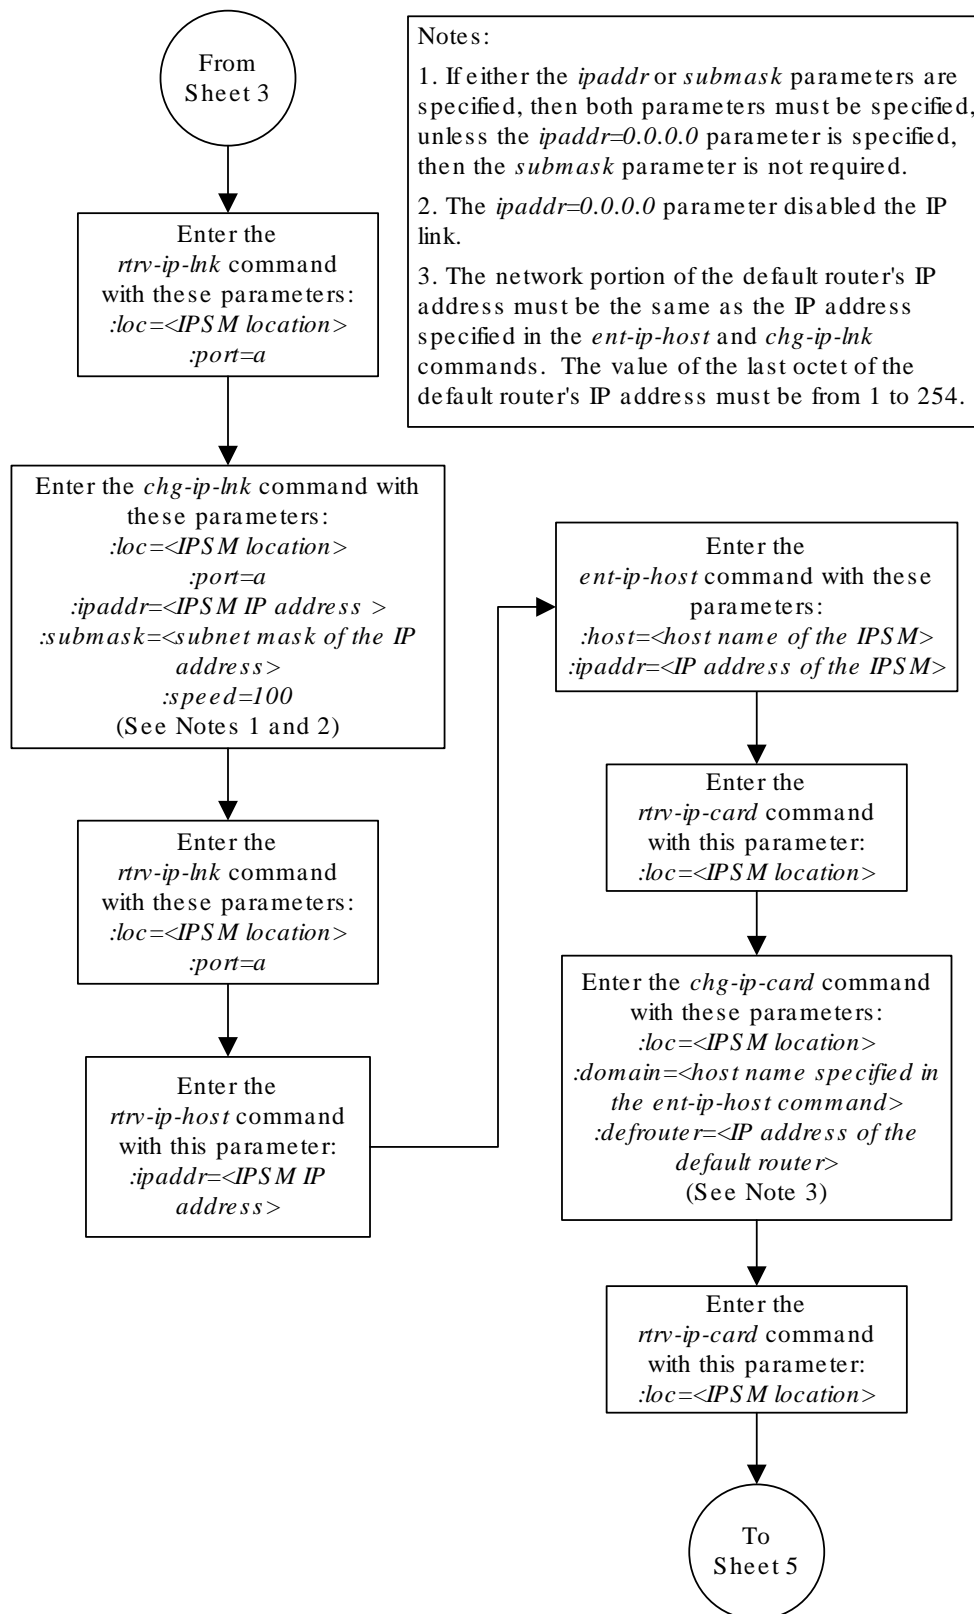 From
Sheet 3
Notes:
1. If either the ipaddr or submask parameters are
specified, then both parameters must be specified,
unless the ipaddr=0.0.0.0 parameter is specified,
then the submask parameter is not required.
2. The ipaddr=0.0.0.0 parameter disabled the IP
link.
3. The network portion of the default router's IP
address must be the same as the IP address
specified in the ent-ip-host and chg-ip-lnk
commands. The value of the last octet of the
default router's IP address must be from 1 to 254.
Enter the
rtrv-ip-lnk command
with these parameters:
:loc=<IPSM location>
:port=a
Enter the chg-ip-lnk command with
these parameters:
:loc=<IPSM location>
:port=a
:ipaddr=<IPSM IP address >
:submask=<subnet mask of the IP
address>
:speed=100
(See Notes 1 and 2)
Enter the
rtrv-ip-lnk command
with these parameters:
:loc=<IPSM location>
:port=a
Enter the
rtrv-ip-host command
with this parameter:
:ipaddr=<IPSM IP
address>
Enter the
ent-ip-host command with these
parameters:
:host=<host name of the IPSM>
:ipaddr=<IP address of the IPSM>
Enter the
rtrv-ip-card command
with this parameter:
:loc=<IPSM location>
Enter the chg-ip-card command
with these parameters:
:loc=<IPSM location>
:domain=<host name specified in
the ent-ip-host command>
:defrouter=<IP address of the
default router>
(See Note 3)
Enter the
rtrv-ip-card command
with this parameter:
:loc=<IPSM location>
To
Sheet 5